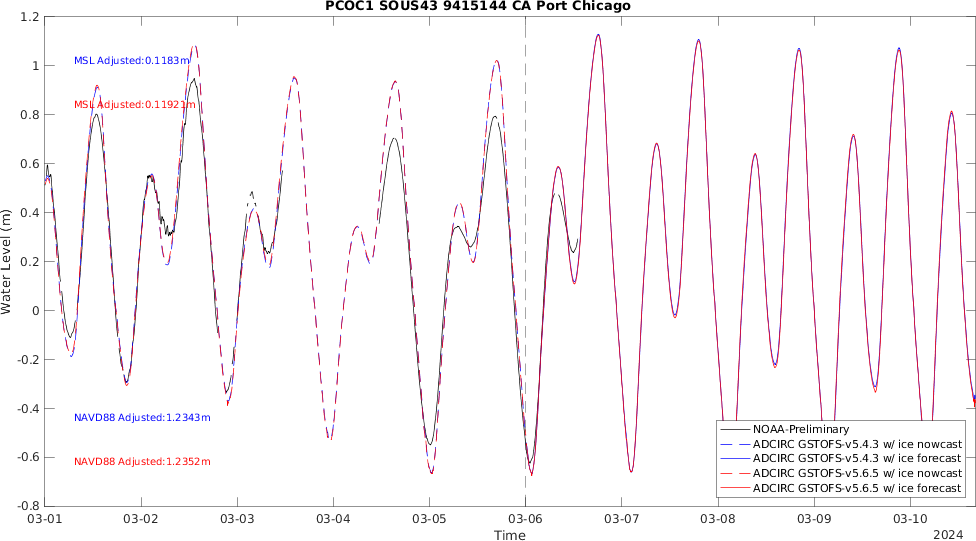 PCOC1 SOUS43 9415144 CA Port Chicago
1.2
1
0.8
0.6
0.4
0.2
0
-0.2
-0.4
-0.6
-0.8
Water Level (m)
MSL Adjusted:0.1183m
MSL Adjusted:0.11921m
NAVD88 Adjusted:1.2343m
NAVD88 Adjusted:1.2352m
NOAA-Preliminary
ADCIRC GSTOFS-v5.4.3 w/ ice nowcast
ADCIRC GSTOFS-v5.4.3 w/ ice forecast
ADCIRC GSTOFS-v5.6.5 w/ ice nowcast
ADCIRC GSTOFS-v5.6.5 w/ ice forecast
03-01 03-02 03-03 03-04 03-05 03-06 03-07 03-08 03-09 03-10
Time
2024